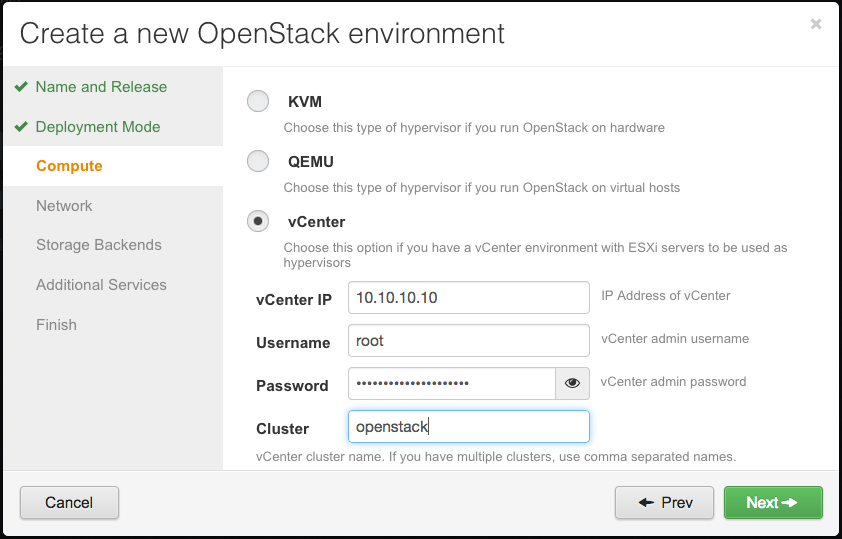 Create a new OpenStack environment
×
Name and Release
Deployment Mode
Compute
Network
Storage Backends
Additional Services
Finish
KVM
Choose this type of hypervisor if you run OpenStack on hardware
QEMU
Choose this type of hypervisor if you run OpenStack on virtual hosts
vCenter
Choose this option if you have a vCenter environment with ESXi servers to be used as
hypervisors
vCenter IP 10.10.10.10 IP Address of vCenter
Username root vCenter admin username
Password ••••••••••••••••••••• vCenter admin password
Cluster openstack
vCenter cluster name. If you have multiple clusters, use comma separated names.
Cancel Prev Next